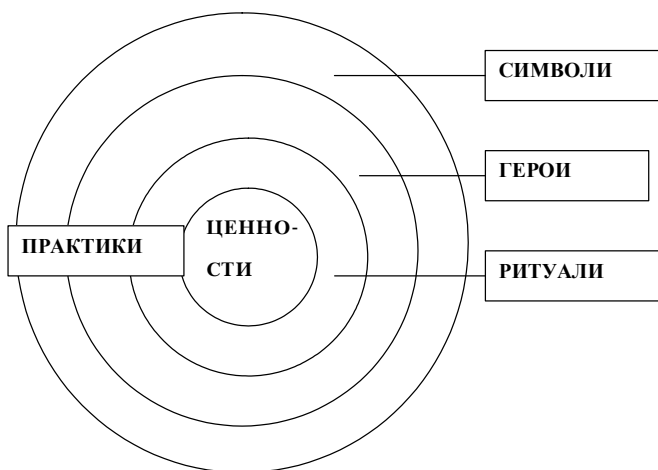 СИМВОЛИ
ГЕРОИ
ПРАКТИКИ
ЦЕННО-
СТИ
РИТУАЛИ